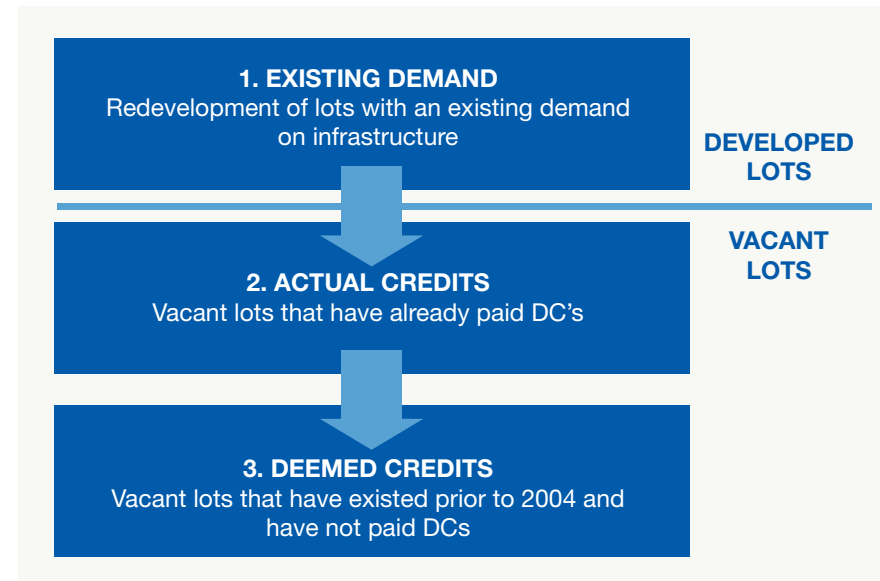 1. EXISTING DEMAND
Redevelopment of lots with an existing demand
on infrastructure
DEVELOPED
LOTS
VACANT
LOTS
2. ACTUAL CREDITS
Vacant lots that have already paid DC’s
3. DEEMED CREDITS
Vacant lots that have existed prior to 2004 and
have not paid DCs